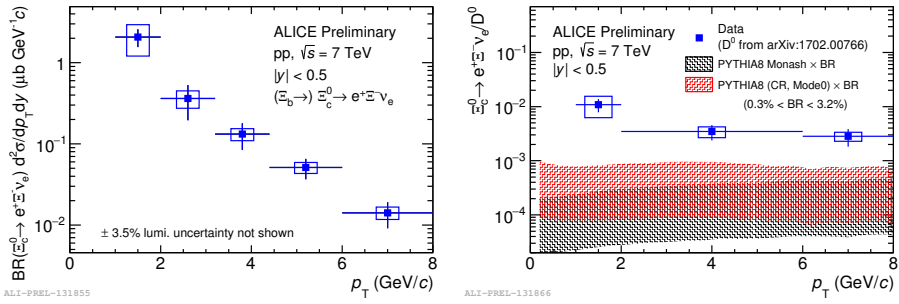 BR(Ξc0→ e+Ξ-νe) d2σ/dpTdy (μb GeV-1c)
ALICE Preliminary
pp, √s = 7 TeV
|y| < 0.5
(Ξb→) Ξc0→ e+Ξ-νe
1
10-1
10-2
± 3.5% lumi. uncertainty not shown
0 2 4 6 8
pT (GeV/c)
ALI-PREL-131855
Ξc0→ e+Ξ-νe/D0
ALICE Preliminary
pp, √s = 7 TeV
|y| < 0.5
Data
(D0 from arXiv:1702.00766)
PYTHIA8 Monash × BR
PYTHIA8 (CR, Mode0) × BR
(0.3% < BR < 3.2%)
10-1
10-2
10-3
10-4
0 2 4 6 8
pT (GeV/c)
ALI-PREL-131866